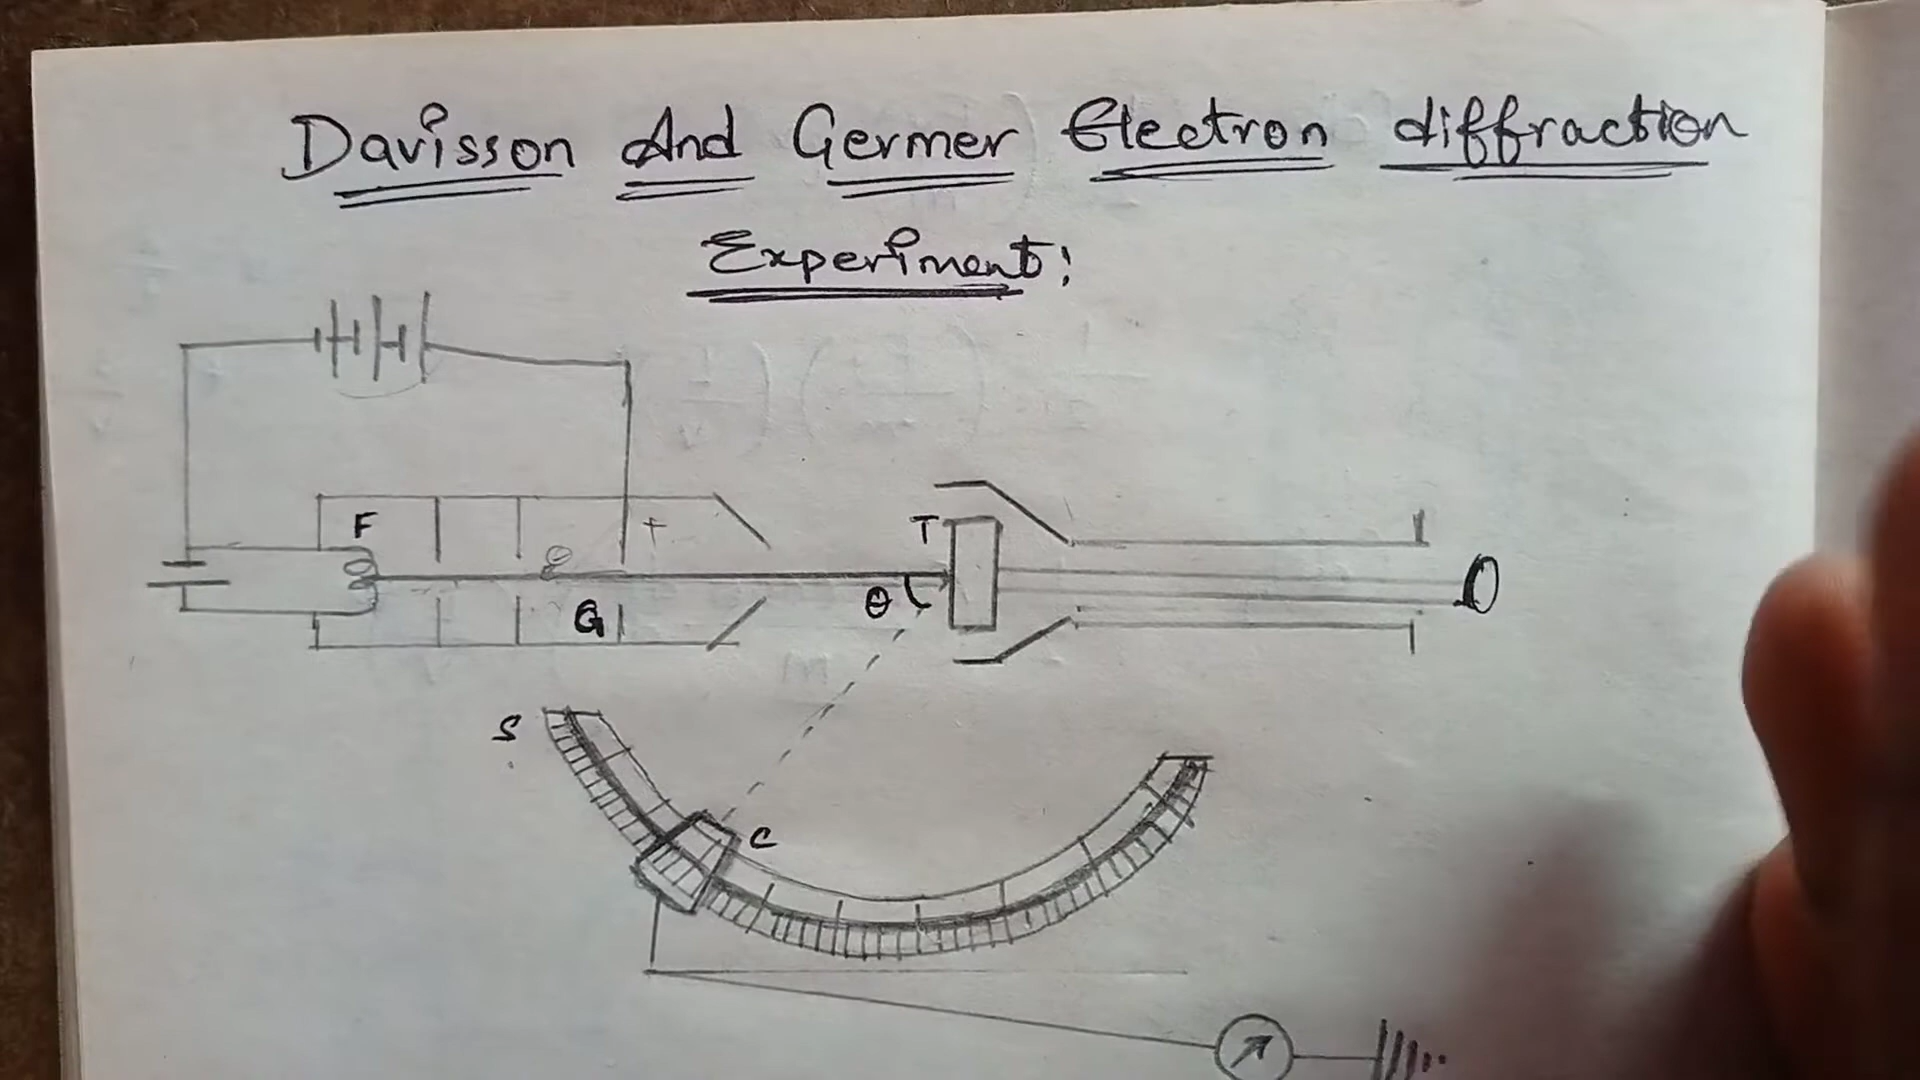 Davisson And Germer Electron diffraction
Experiment:
F
+
T
e
θ
G
S
C